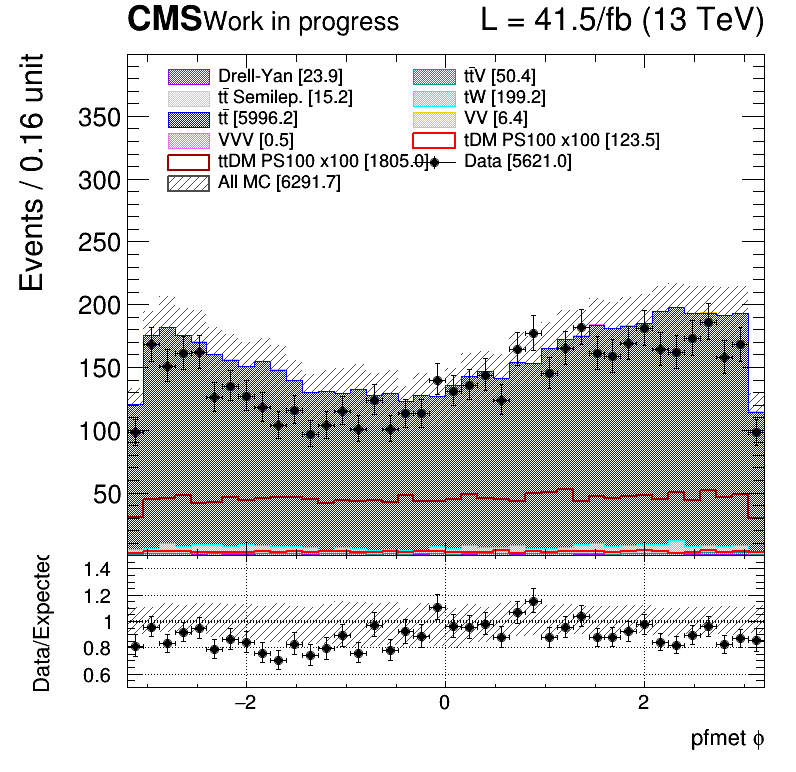 CMS Work in progress L = 41.5/fb (13 TeV)
Events / 0.16 unit
Drell-Yan [23.9] tt̄V [50.4]
tt̄ Semilep. [15.2] tW [199.2]
tt̄ [5996.2] VV [6.4]
VVV [0.5] tDM PS100 x100 [123.5]
ttDM PS100 x100 [1805.0] Data [5621.0]
All MC [6291.7]
350
300
250
200
150
100
50
Data/Expected
1.4
1.2
1
0.8
0.6
−2 0 2
pfmet ϕ